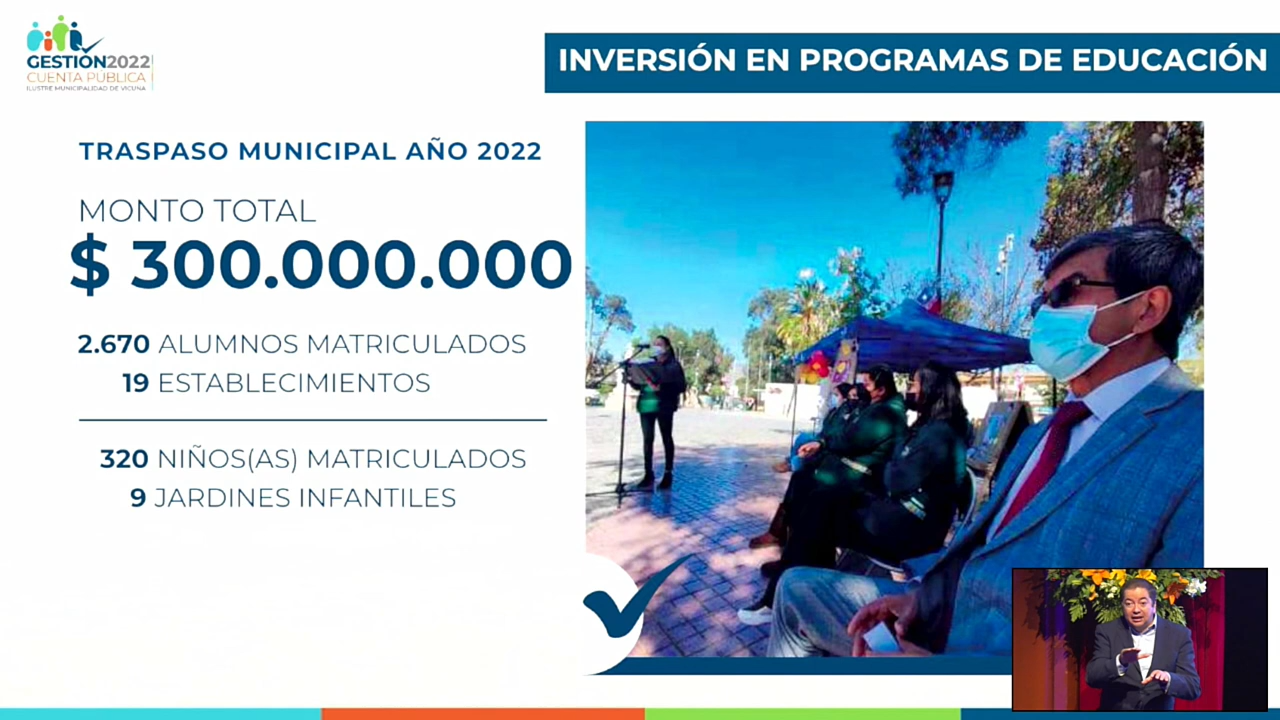 GESTIÓN2022
CUENTA PÚBLICA
ILUSTRE MUNICIPALIDAD DE VICUÑA
INVERSIÓN EN PROGRAMAS DE EDUCACIÓN
TRASPASO MUNICIPAL AÑO 2022
MONTO TOTAL
$ 300.000.000
2.670 ALUMNOS MATRICULADOS
19 ESTABLECIMIENTOS
320 NIÑOS(AS) MATRICULADOS
9 JARDINES INFANTILES